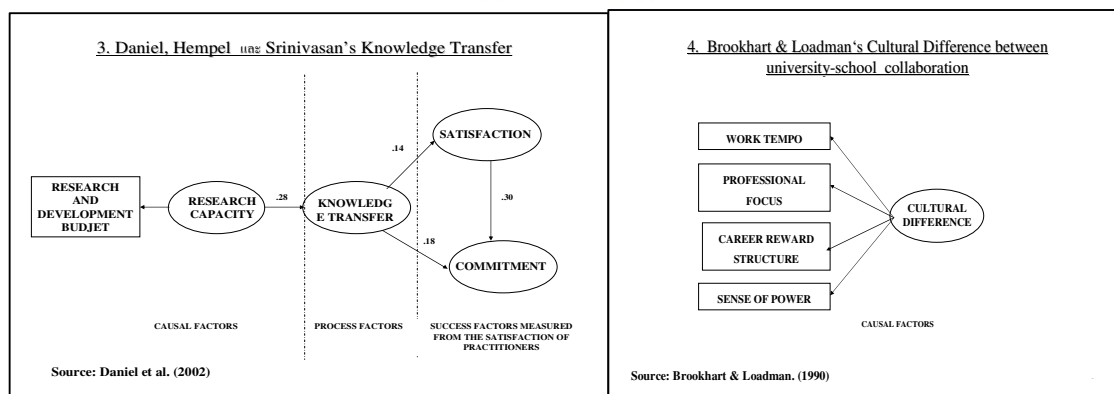 3. Daniel, Hempel และ Srinivasan's Knowledge Transfer
SATISFACTION
.14
RESEARCH
AND
DEVELOPMENT
BUDJET
RESEARCH
CAPACITY
.28
KNOWLEDG
E TRANSFER
.30
.18
COMMITMENT
CAUSAL FACTORS
PROCESS FACTORS
SUCCESS FACTORS MEASURED
FROM THE SATISFACTION OF
PRACTITIONERS
Source: Daniel et al. (2002)
4. Brookhart & Loadman's Cultural Difference between
university-school collaboration
WORK TEMPO
PROFESSIONAL
FOCUS
CULTURAL
DIFFERENCE
CAREER REWARD
STRUCTURE
SENSE OF POWER
CAUSAL FACTORS
Source: Brookhart & Loadman. (1990)